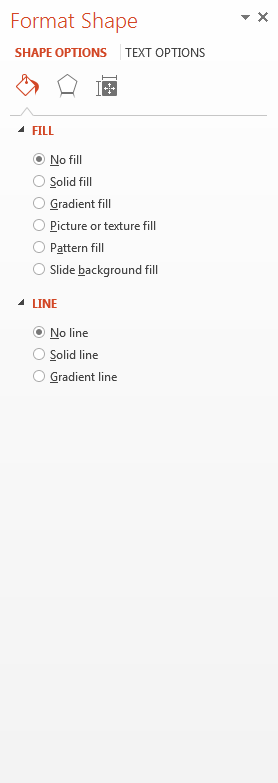 Format Shape
SHAPE OPTIONS TEXT OPTIONS
FILL
No fill
Solid fill
Gradient fill
Picture or texture fill
Pattern fill
Slide background fill
LINE
No line
Solid line
Gradient line